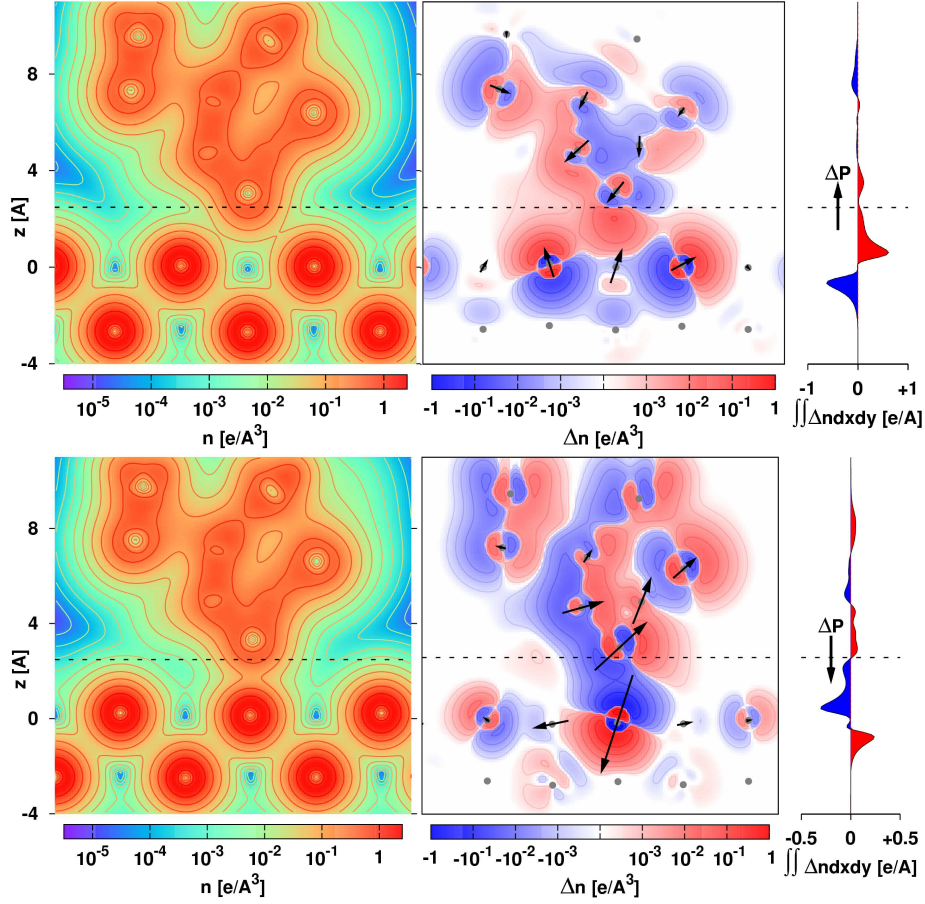 8
4
0
-4
z [A]
10^-5 10^-4 10^-3 10^-2 10^-1 1
n [e/A^3]
-1 -10^-1 -10^-2 -10^-3 10^-3 10^-2 10^-1 1
Δn [e/A^3]
ΔP
-1 0 +1
∫∫Δndxdy [e/A]
8
4
0
-4
z [A]
10^-5 10^-4 10^-3 10^-2 10^-1 1
n [e/A^3]
-1 -10^-1 -10^-2 -10^-3 10^-3 10^-2 10^-1 1
Δn [e/A^3]
ΔP
-0.5 0 +0.5
∫∫ Δndxdy [e/A]